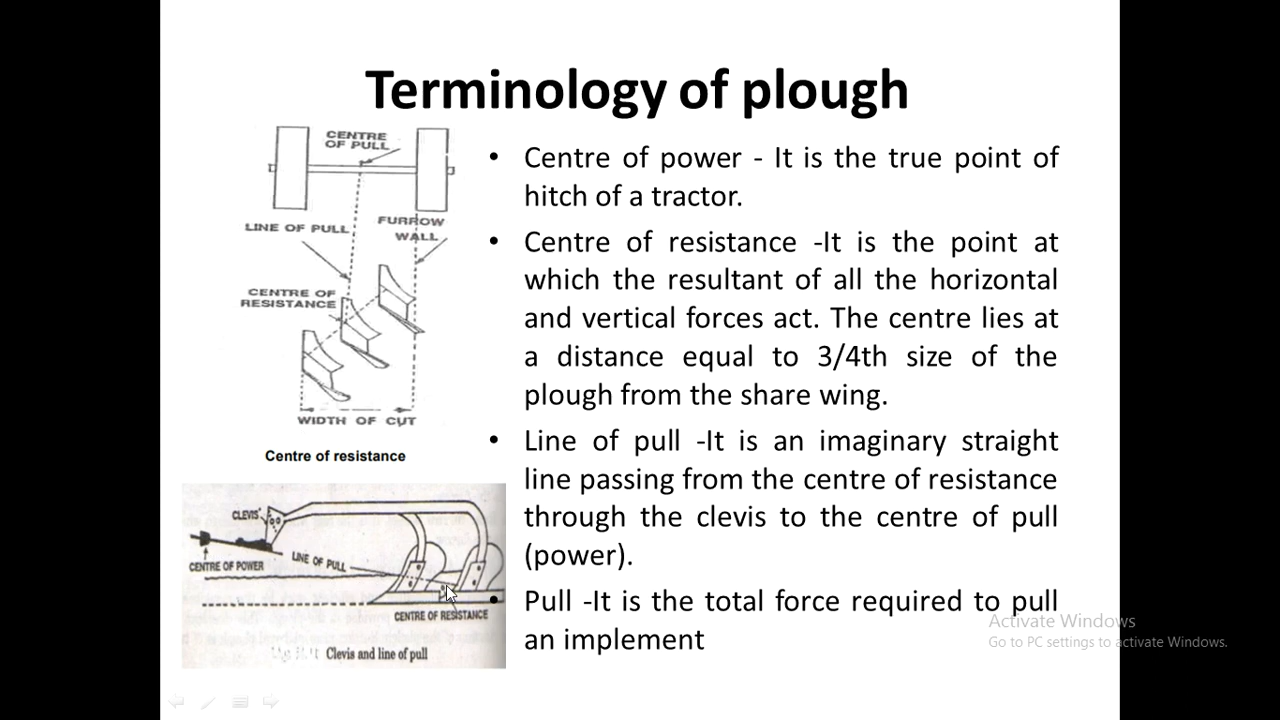 Terminology of plough
CENTRE
OF PULL
LINE OF PULL
FURROW
WALL
CENTRE OF
RESISTANCE
WIDTH OF CUT
Centre of resistance
CLEVIS
CENTRE OF POWER
LINE OF PULL
CENTRE OF RESISTANCE
Clevis and line of pull
• Centre of power - It is the true point of
hitch of a tractor.
• Centre of resistance -It is the point at
which the resultant of all the horizontal
and vertical forces act. The centre lies at
a distance equal to 3/4th size of the
plough from the share wing.
• Line of pull -It is an imaginary straight
line passing from the centre of resistance
through the clevis to the centre of pull
(power).
• Pull -It is the total force required to pull
an implement
Activate Windows
Go to PC settings to activate Windows.